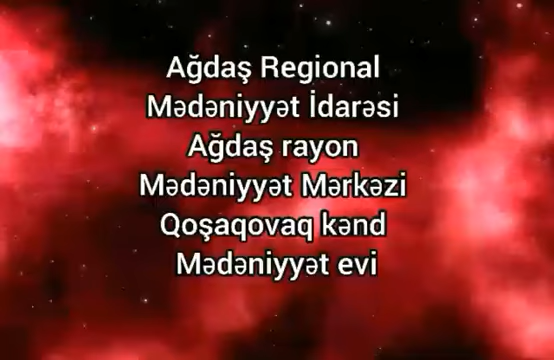 Ağdaş Regional
Mədəniyyət İdarəsi
Ağdaş rayon
Mədəniyyət Mərkəzi
Qoşaqovaq kənd
Mədəniyyət evi